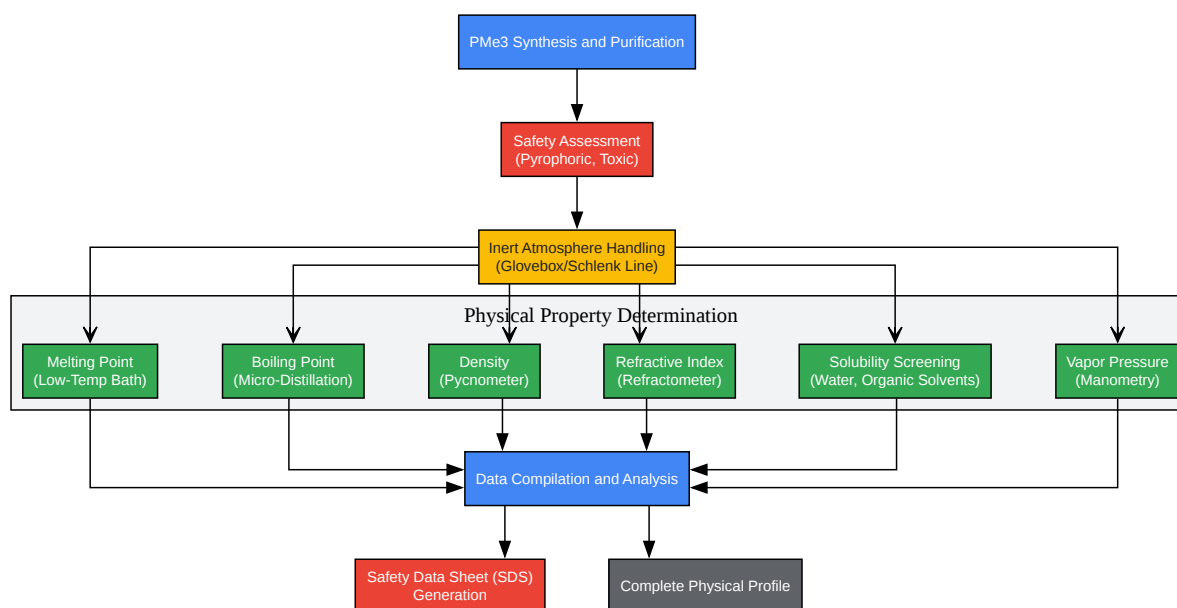 PMe3 Synthesis and Purification
Safety Assessment
(Pyrophoric, Toxic)
Inert Atmosphere Handling
(Glovebox/Schlenk Line)
Physical Property Determination
Melting Point
(Low-Temp Bath)
Boiling Point
(Micro-Distillation)
Density
(Pycnometer)
Refractive Index
(Refractometer)
Solubility Screening
(Water, Organic Solvents)
Vapor Pressure
(Manometry)
Data Compilation and Analysis
Safety Data Sheet (SDS)
Generation
Complete Physical Profile